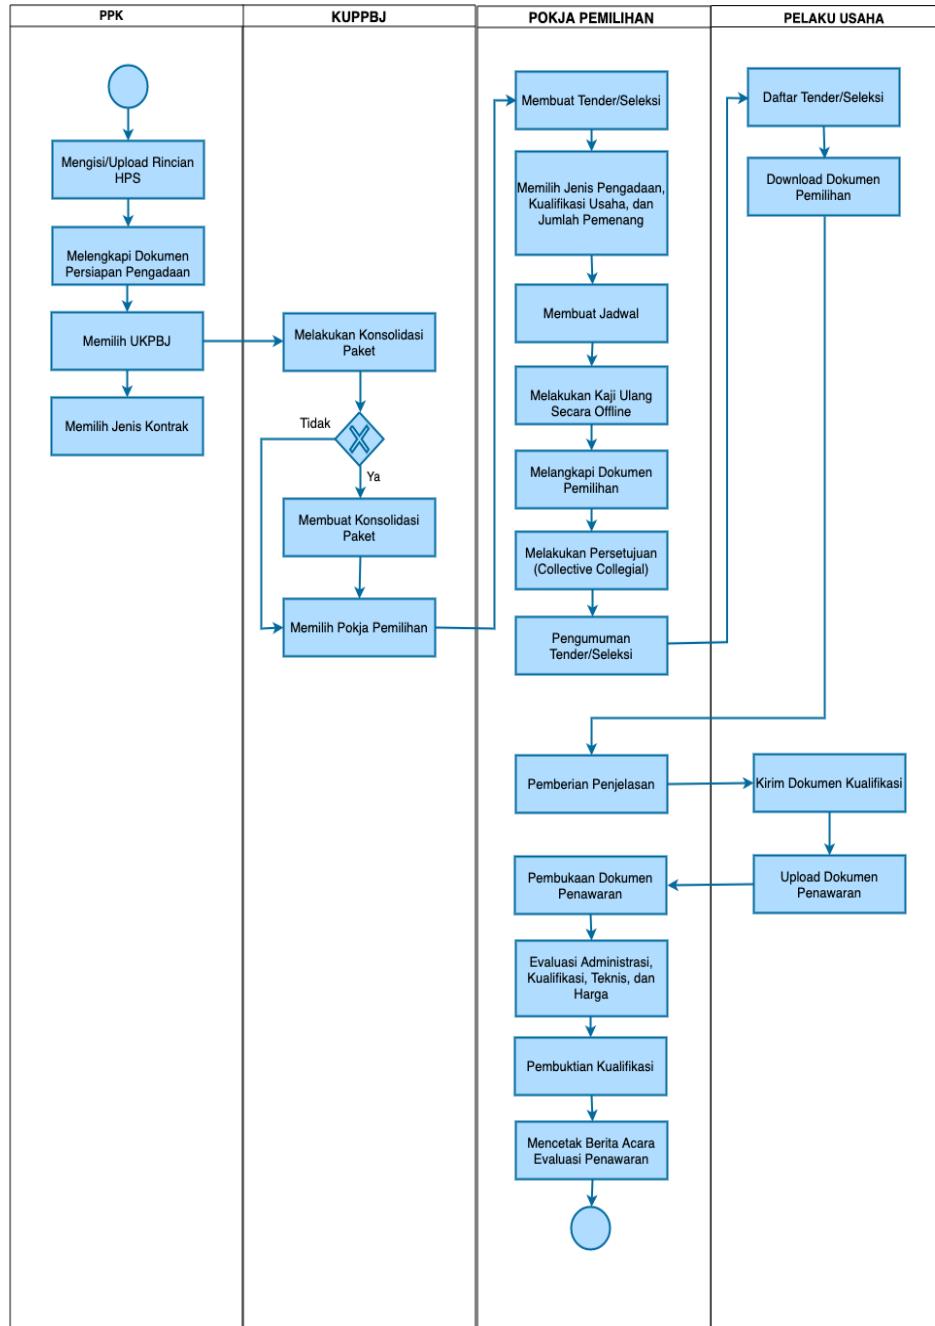 PPK
KUPPBJ
POKJA PEMILIHAN
PELAKU USAHA
Mengisi/Upload Rincian
HPS
Melengkapi Dokumen
Persiapan Pengadaan
Memilih UKPBJ
Memilih Jenis Kontrak
Melakukan Konsolidasi
Paket
Tidak
Ya
Membuat Konsolidasi
Paket
Memilih Pokja Pemilihan
Membuat Tender/Seleksi
Memilih Jenis Pengadaan,
Kualifikasi Usaha, dan
Jumlah Pemenang
Membuat Jadwal
Melakukan Kaji Ulang
Secara Offline
Melangkapi Dokumen
Pemilihan
Melakukan Persetujuan
(Collective Collegial)
Pengumuman
Tender/Seleksi
Daftar Tender/Seleksi
Download Dokumen
Pemilihan
Pemberian Penjelasan
Kirim Dokumen Kualifikasi
Upload Dokumen
Penawaran
Pembukaan Dokumen
Penawaran
Evaluasi Administrasi,
Kualifikasi, Teknis, dan
Harga
Pembuktian Kualifikasi
Mencetak Berita Acara
Evaluasi Penawaran